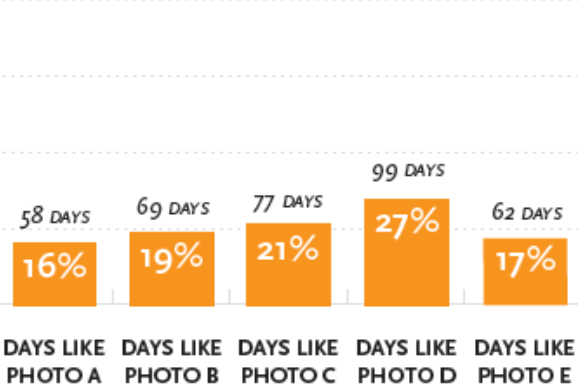 58 DAYS
69 DAYS
77 DAYS
99 DAYS
62 DAYS
16%
19%
21%
27%
17%
DAYS LIKE
PHOTO A
DAYS LIKE
PHOTO B
DAYS LIKE
PHOTO C
DAYS LIKE
PHOTO D
DAYS LIKE
PHOTO E